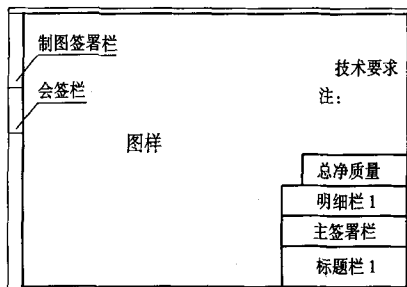 制图签署栏
会签栏
技术要求
注：
图样
总净质量
明细栏 1
主签署栏
标题栏 1